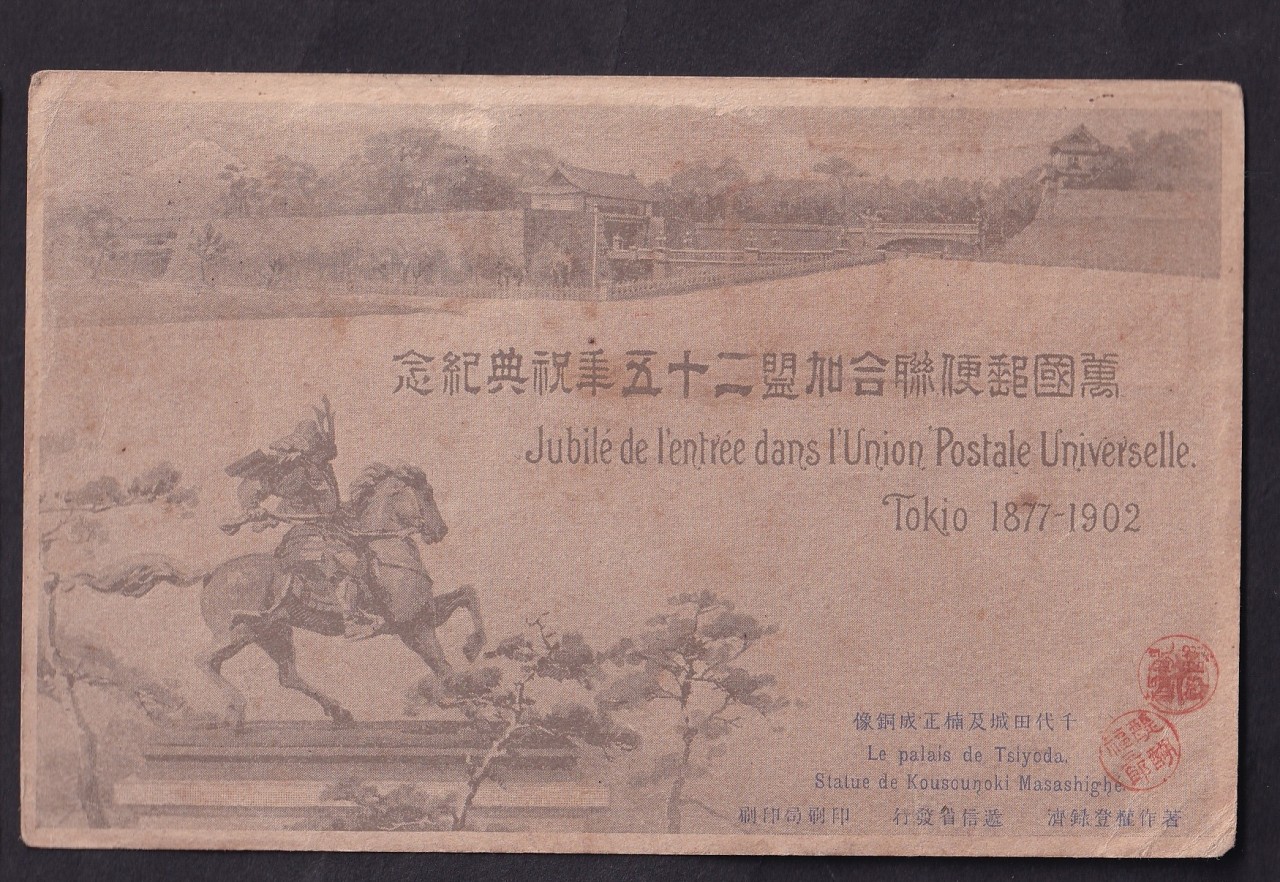 萬國郵便聯合加盟二十五年祝典紀念
Jubilé de l'entrée dans l'Union Postale Universelle.
Tokio 1877-1902
千代田城及楠正成銅像
Le palais de Tsiyoda.
Statue de Kousounoki Masashighe.
著作權登録濟 遞信省發行 印刷局印刷